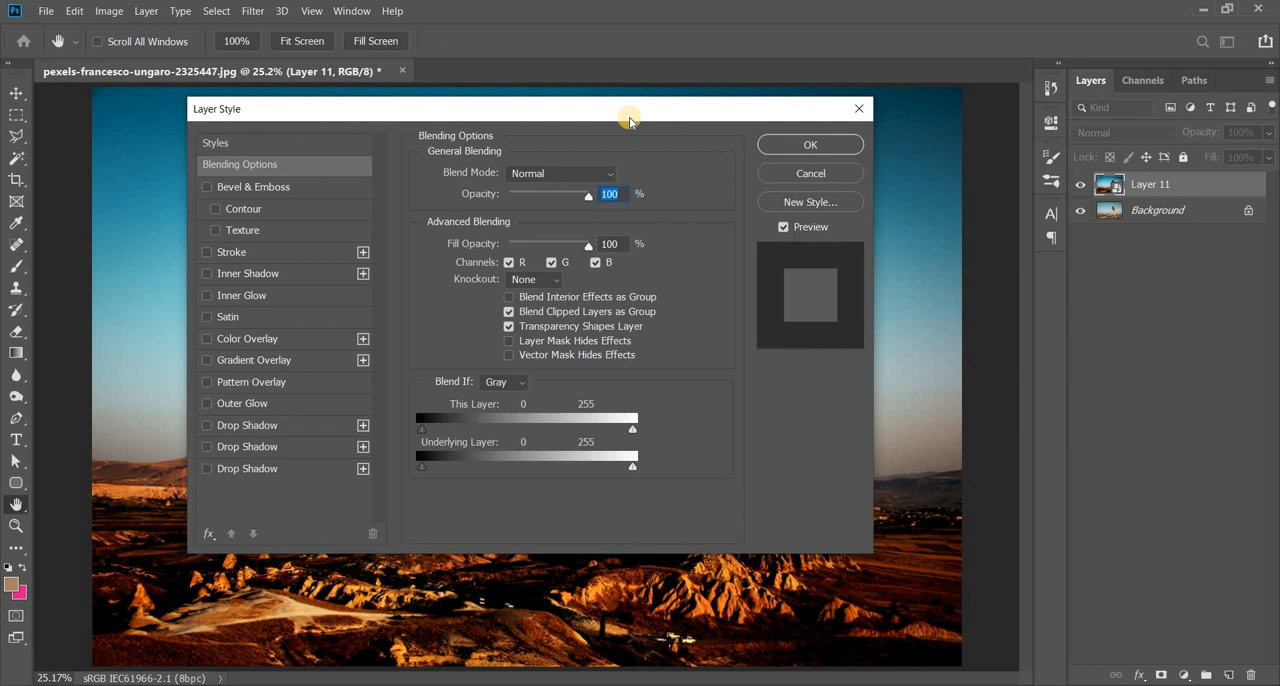 Ps File Edit Image Layer Type Select Filter 3D View Window Help
Scroll All Windows 100% Fit Screen Fill Screen
pexels-francesco-ungaro-2325447.jpg @ 25.2% (Layer 11, RGB/8) *
Layer Style
Styles
Blending Options
Bevel & Emboss
Contour
Texture
Stroke
Inner Shadow
Inner Glow
Satin
Color Overlay
Gradient Overlay
Pattern Overlay
Outer Glow
Drop Shadow
Drop Shadow
Drop Shadow
fx
Blending Options
General Blending
Blend Mode: Normal
Opacity: 100 %
Advanced Blending
Fill Opacity: 100 %
Channels: R G B
Knockout: None
Blend Interior Effects as Group
Blend Clipped Layers as Group
Transparency Shapes Layer
Layer Mask Hides Effects
Vector Mask Hides Effects
Blend If: Gray
This Layer: 0 255
Underlying Layer: 0 255
OK
Cancel
New Style...
Preview
Layers Channels Paths
Kind
Normal Opacity: 100%
Lock: Fill: 100%
Layer 11
Background
fx
25.17% sRGB IEC61966-2.1 (8bpc)